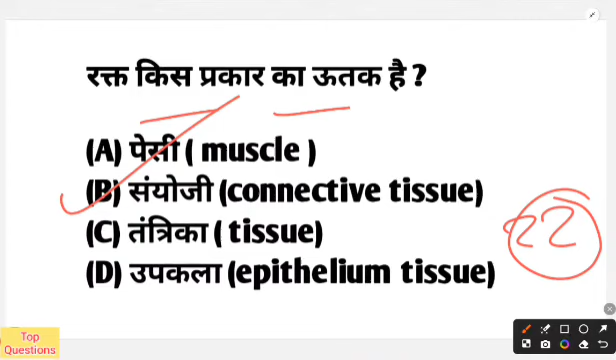 रक्त किस प्रकार का ऊतक है ?
(A) पेसी ( muscle )
(B) संयोजी (connective tissue)
(C) तंत्रिका ( tissue)
(D) उपकला (epithelium tissue)
22
Top
Questions